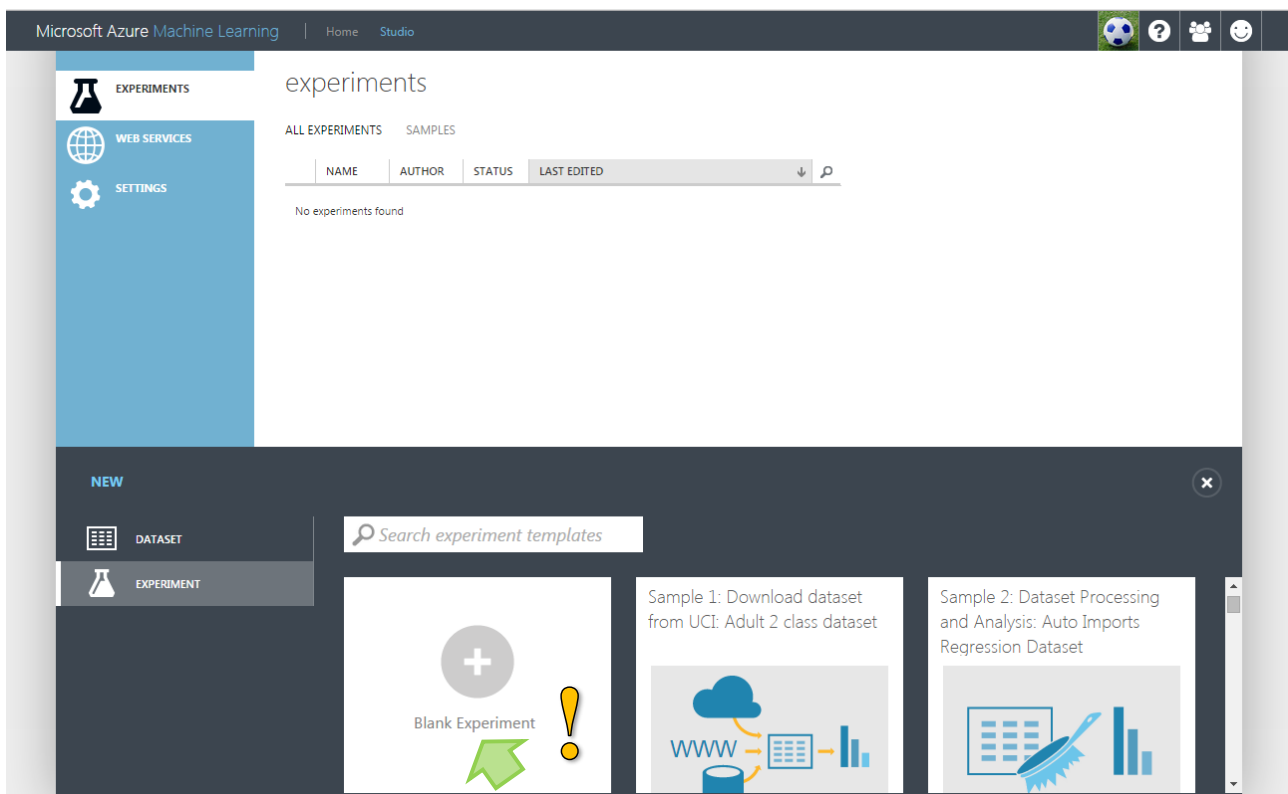 Microsoft Azure Machine Learning | Home Studio
EXPERIMENTS
WEB SERVICES
SETTINGS
experiments
ALL EXPERIMENTS SAMPLES
NAME AUTHOR STATUS LAST EDITED
No experiments found
NEW
DATASET
EXPERIMENT
Search experiment templates
Blank Experiment
!
Sample 1: Download dataset
from UCI: Adult 2 class dataset
WWW
Sample 2: Dataset Processing
and Analysis: Auto Imports
Regression Dataset